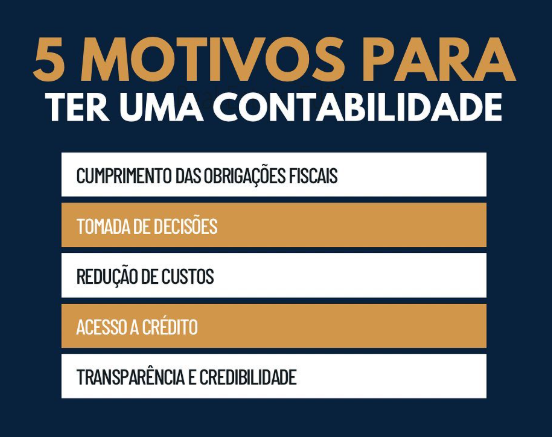 5 MOTIVOS PARA
TER UMA CONTABILIDADE
CUMPRIMENTO DAS OBRIGAÇÕES FISCAIS
TOMADA DE DECISÕES
REDUÇÃO DE CUSTOS
ACESSO A CRÉDITO
TRANSPARÊNCIA E CREDIBILIDADE